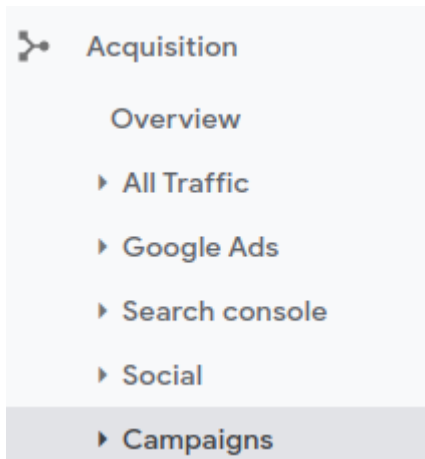 Acquisition
Overview
All Traffic
Google Ads
Search console
Social
Campaigns